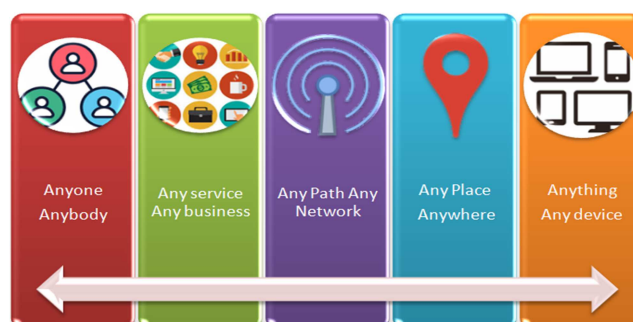 Anyone
Anybody
Any service
Any business
Any Path Any
Network
Any Place
Anywhere
Anything
Any device